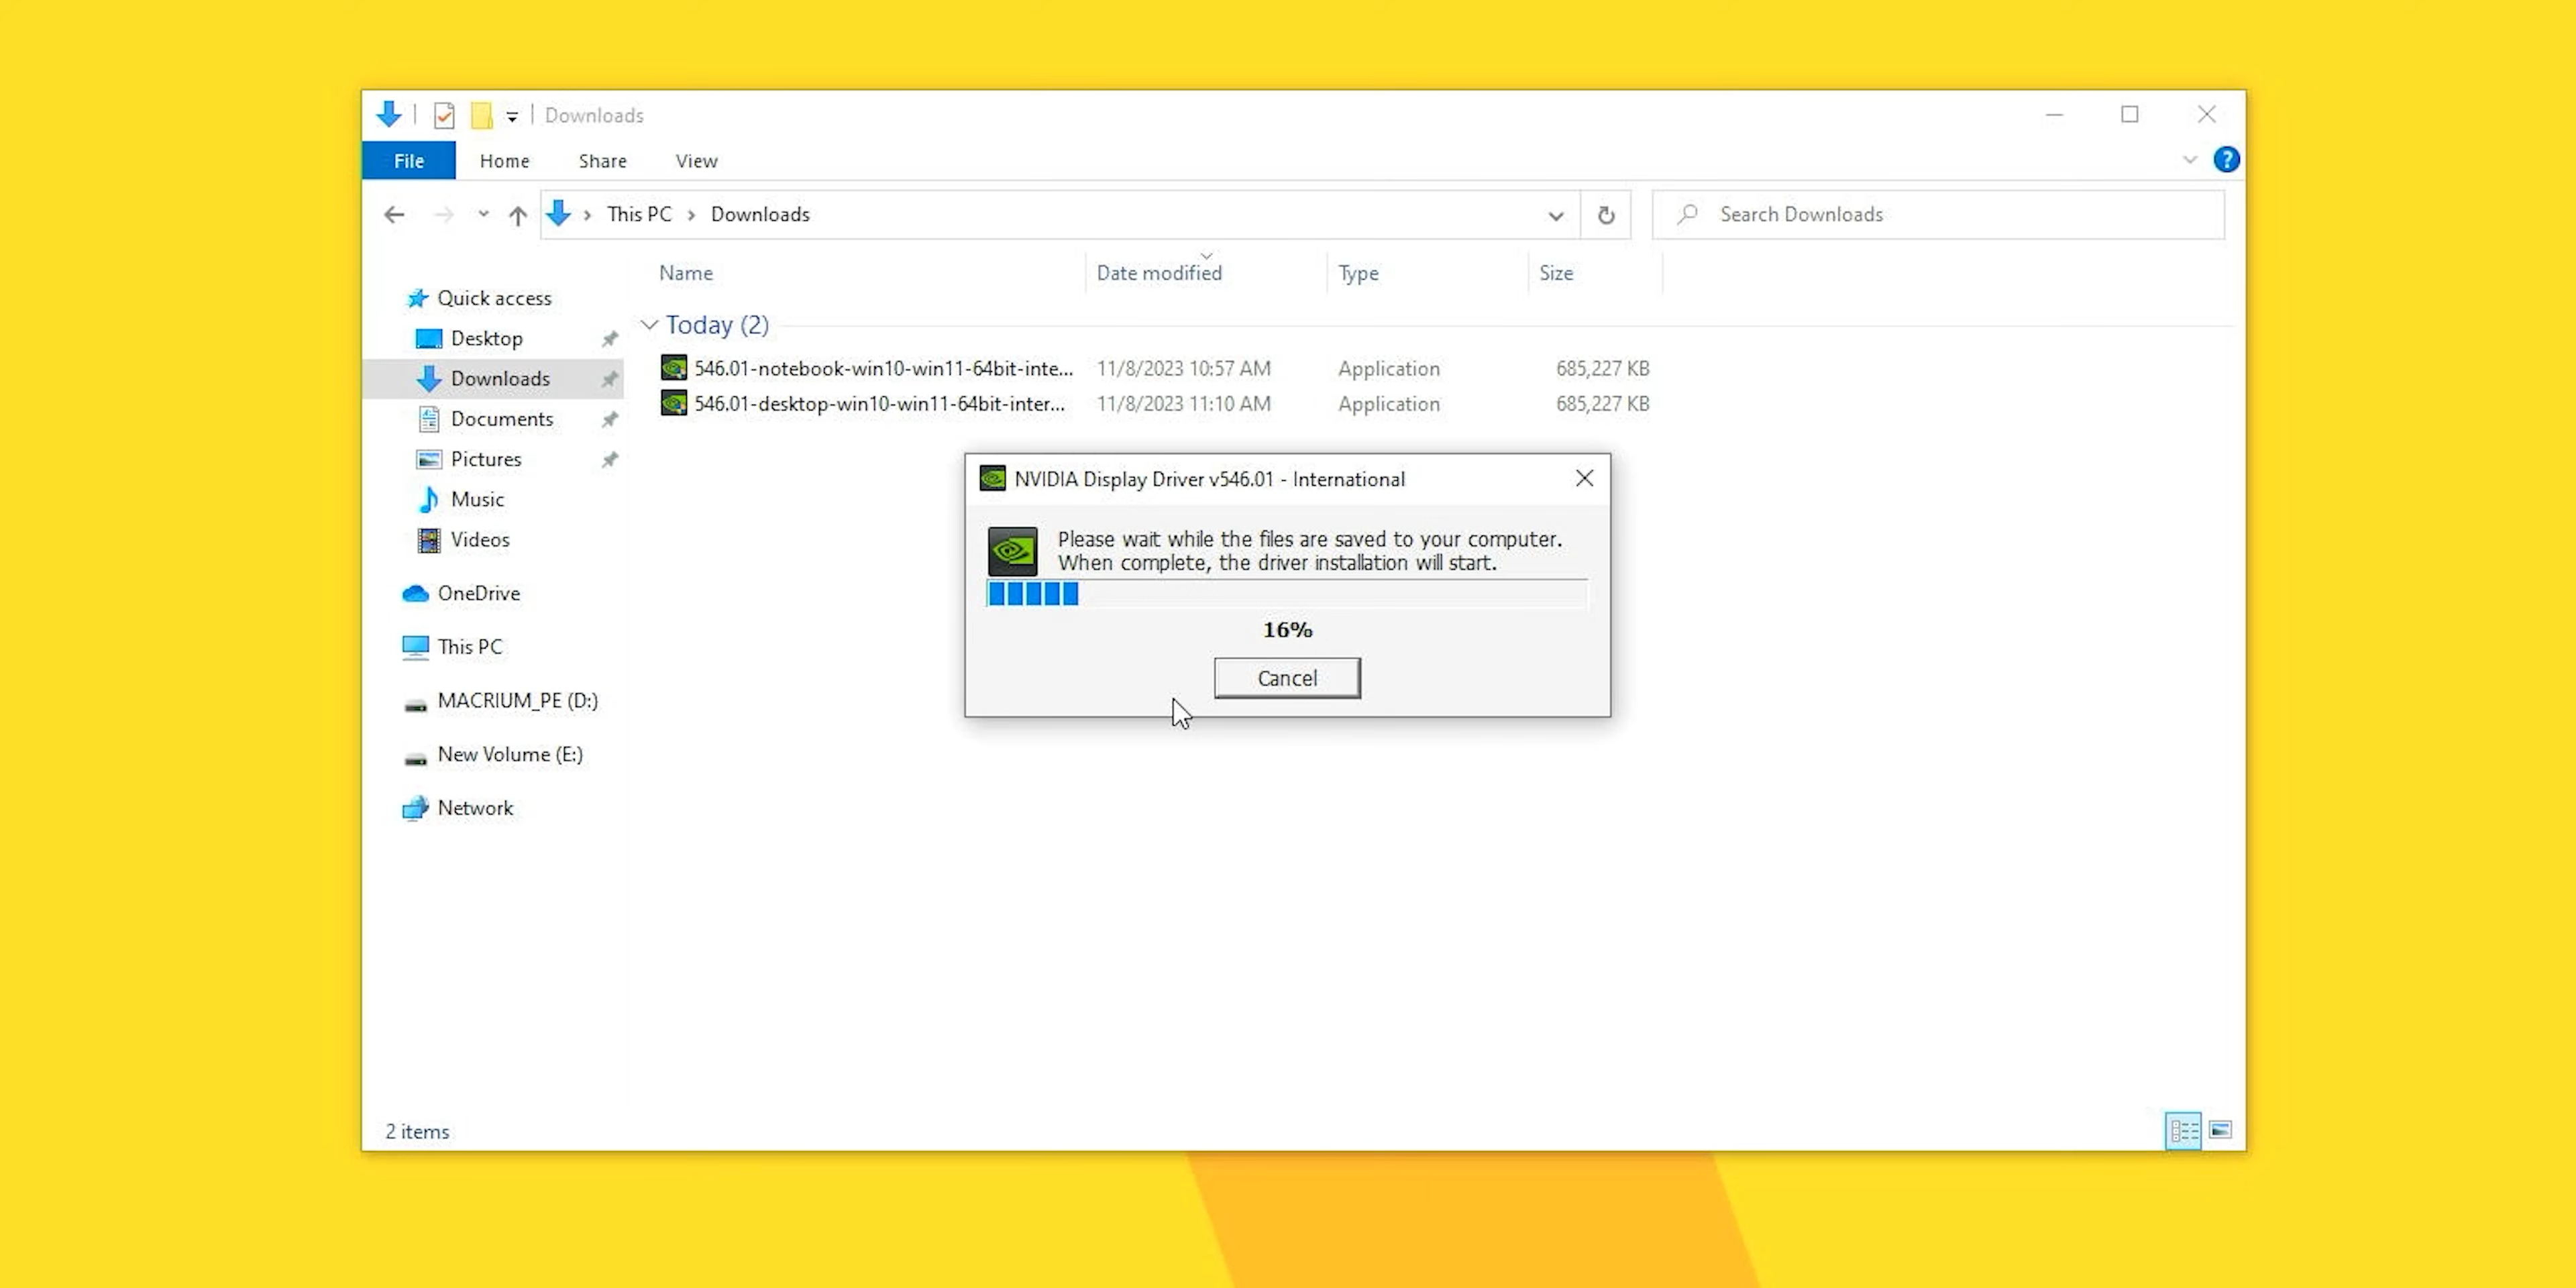 Downloads
File Home Share View
This PC Downloads
Search Downloads
Name Date modified Type Size
Quick access
Desktop
Downloads
Documents
Pictures
Music
Videos
OneDrive
This PC
MACRIUM_PE (D:)
New Volume (E:)
Network
Today (2)
546.01-notebook-win10-win11-64bit-inte... 11/8/2023 10:57 AM Application 685,227 KB
546.01-desktop-win10-win11-64bit-inter... 11/8/2023 11:10 AM Application 685,227 KB
NVIDIA Display Driver v546.01 - International
Please wait while the files are saved to your computer.
When complete, the driver installation will start.
16%
Cancel
2 items